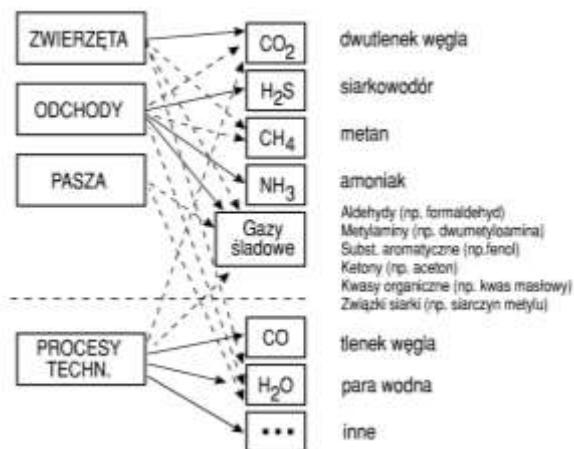 ZWIERZĘTA
CO₂
dwutlenek węgla
ODCHODY
H₂S
siarkowodór
CH₄
metan
PASZA
NH₃
amoniak
Gazy
śladowe
Aldehydy (np. formaldehyd)
Metylaminy (np. dwumetyloamina)
Subst. aromatyczne (np.fenol)
Ketony (np. aceton)
Kwasy organiczne (np. kwas masłowy)
Związki siarki (np. siarczyn metylu)
PROCESY
TECHN.
CO
tlenek węgla
H₂O
para wodna
•••
inne